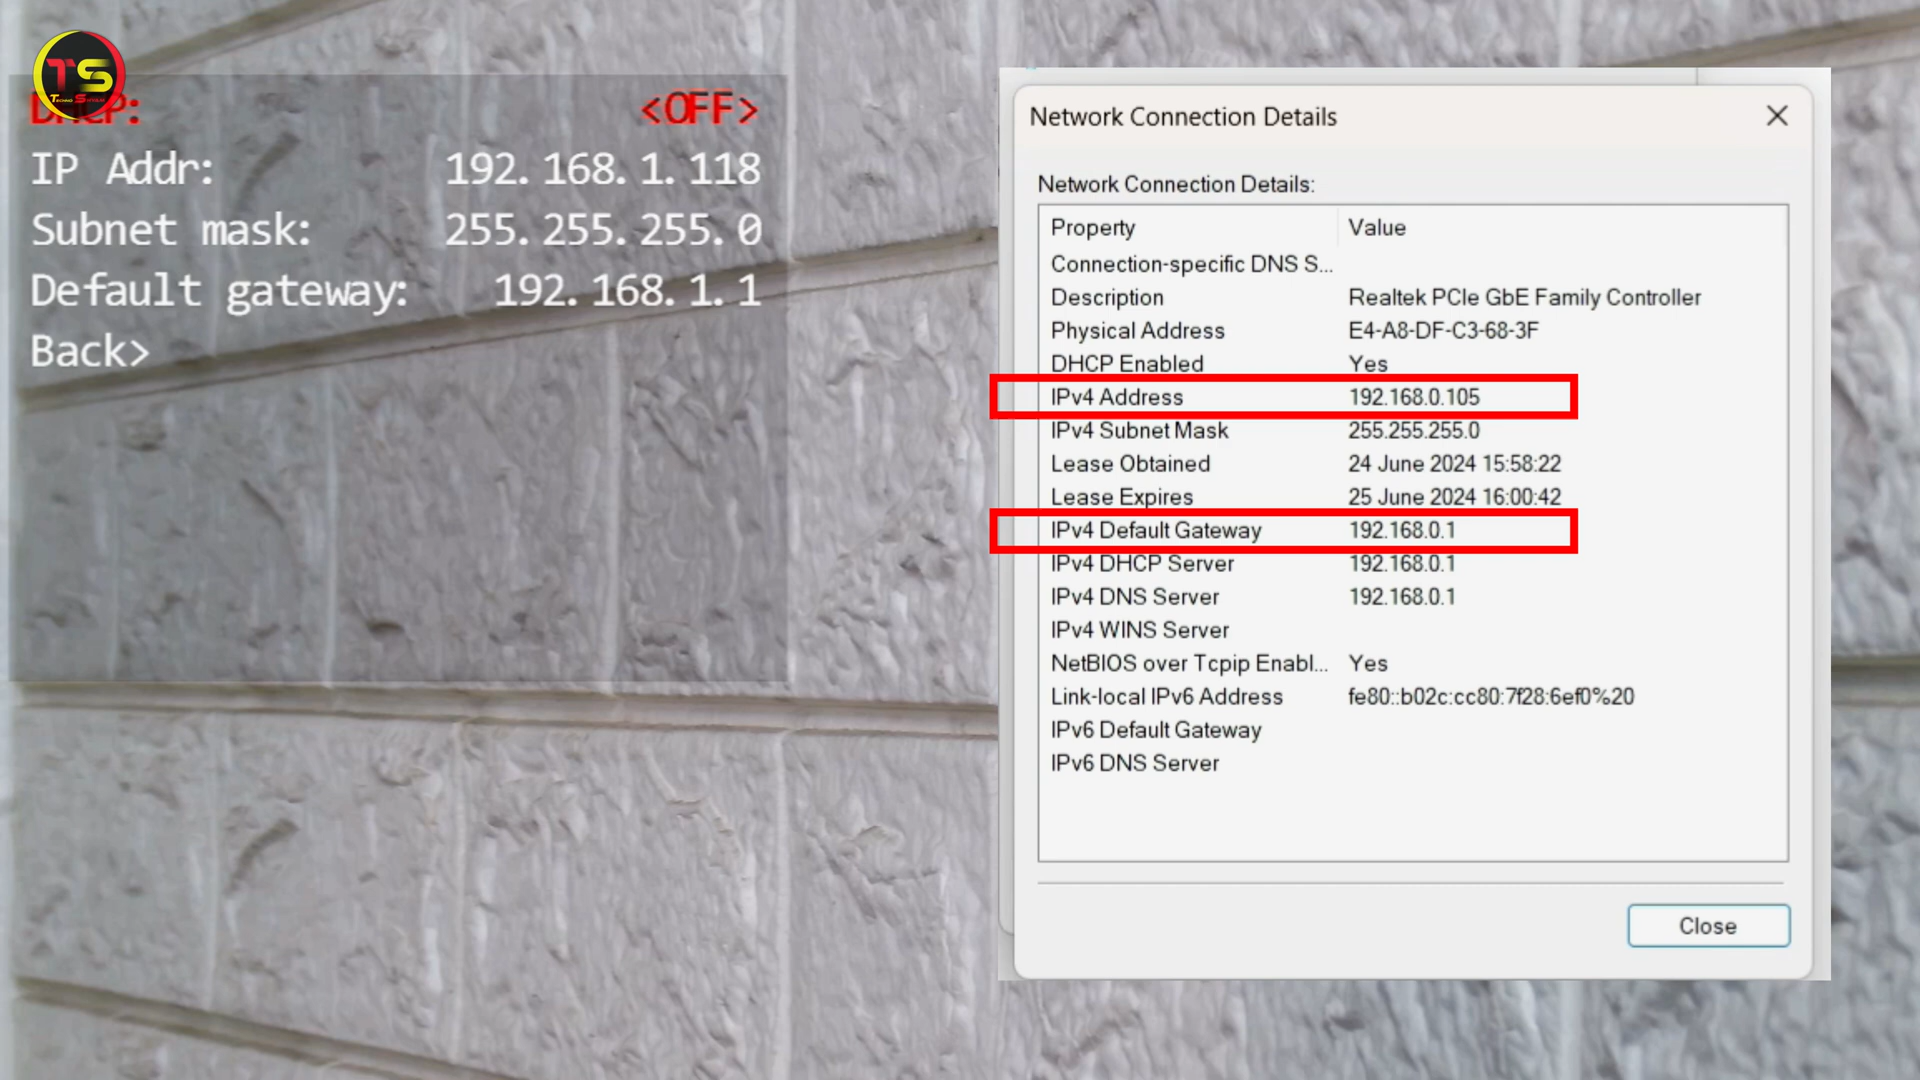 TS
DHCP: <OFF>
IP Addr: 192.168.1.118
Subnet mask: 255.255.255.0
Default gateway: 192.168.1.1
Back>
Network Connection Details
Network Connection Details:
Property Value
Connection-specific DNS S...
Description Realtek PCIe GbE Family Controller
Physical Address E4-A8-DF-C3-68-3F
DHCP Enabled Yes
IPv4 Address 192.168.0.105
IPv4 Subnet Mask 255.255.255.0
Lease Obtained 24 June 2024 15:58:22
Lease Expires 25 June 2024 16:00:42
IPv4 Default Gateway 192.168.0.1
IPv4 DHCP Server 192.168.0.1
IPv4 DNS Server 192.168.0.1
IPv4 WINS Server
NetBIOS over Tcpip Enabl... Yes
Link-local IPv6 Address fe80::b02c:cc80:7f28:6ef0%20
IPv6 Default Gateway
IPv6 DNS Server
Close